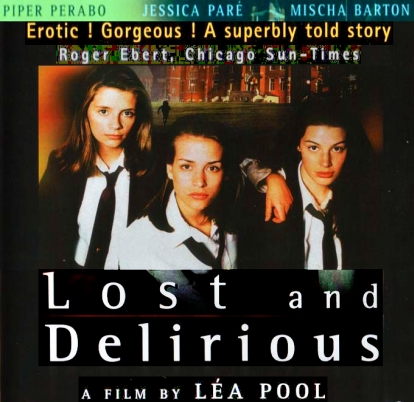 PIPER PERABO JESSICA PARÉ MISCHA BARTON
Erotic ! Gorgeous ! A superbly told story
Roger Ebert, Chicago Sun-Times
Lost and
Delirious
A FILM BY LÉA POOL